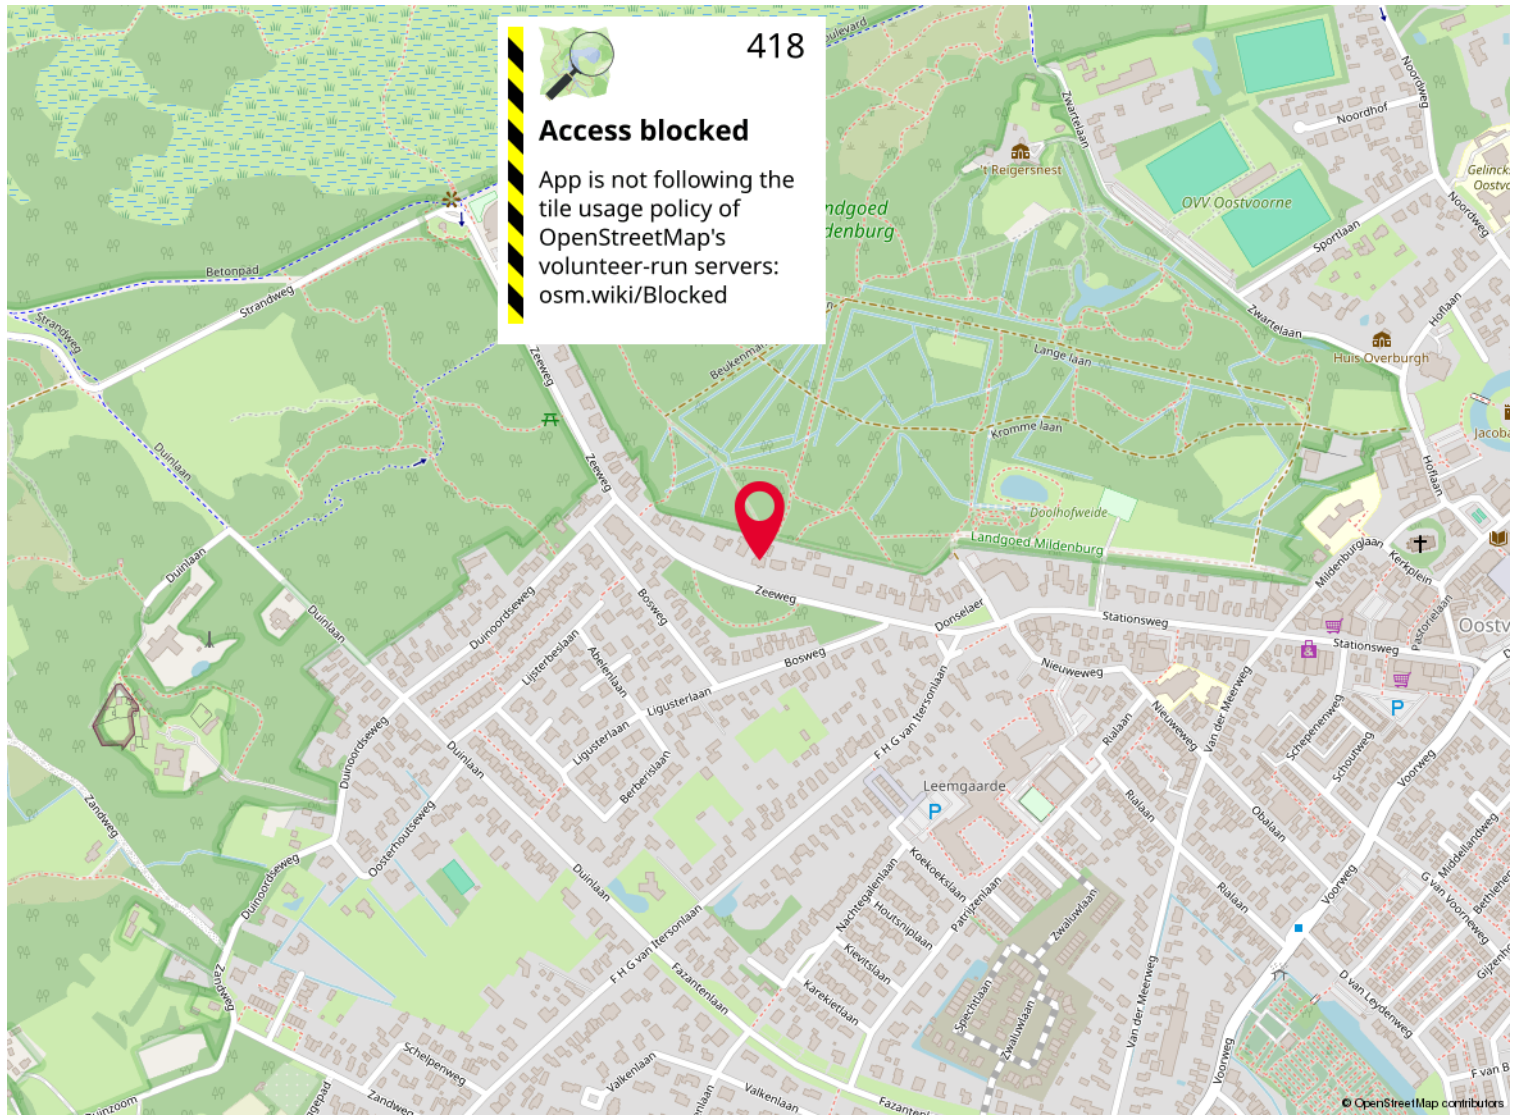 418
Access blocked
App is not following the
tile usage policy of
OpenStreetMap's
volunteer-run servers:
osm.wiki/Blocked
Zwartelaan
Noordweg
Noordhof
't Reigersnest
OVV Oostvoorne
Noordweg
Sportlaan
Betonpad
Strandweg
Strandweg
Zwartelaan
Hoflaan
Huis Overburgh
Lange laan
Kromme laan
Zeeweg
Duinlaan
Zeeweg
Hoflaan
Doolhofweide
Landgoed Mildenburg
Mildenburglaan
Kerkplein
Duinlaan
Duinlaan
Duinoordseweg
Bosweg
Zeeweg
Donselaer
Stationsweg
Stationsweg
Pastorielaan
Lijsterbeslaan
Abelenlaan
Bosweg
Ligusterlaan
Ligusterlaan
Berberislaan
Nieuweweg
Nieuweweg
Van der Meerweg
Rialaan
Schepenenweg
Schoutweg
Voorweg
P
F H G van Itersonlaan
Duinoordseweg
Duinlaan
Leemgaarde
P
Rialaan
Obalaan
Middellandweg
Zandweg
Oosterhoutseweg
Duinoordseweg
Duinlaan
Koekoekslaan
Nachtegalenlaan
Patrijzenlaan
Houtsniplaan
Zwaluwlaan
Rialaan
Voorweg
G van Voorneweg
F H G van Itersonlaan
Kievitslaan
Karekietlaan
Fazantenlaan
Zandweg
Spechtlaan
Zwaluwlaan
Van der Meerweg
D van Leydenweg
Schelpenweg
Zandweg
Valkenlaan
Valkenlaan
Voorweg
© OpenStreetMap contributors